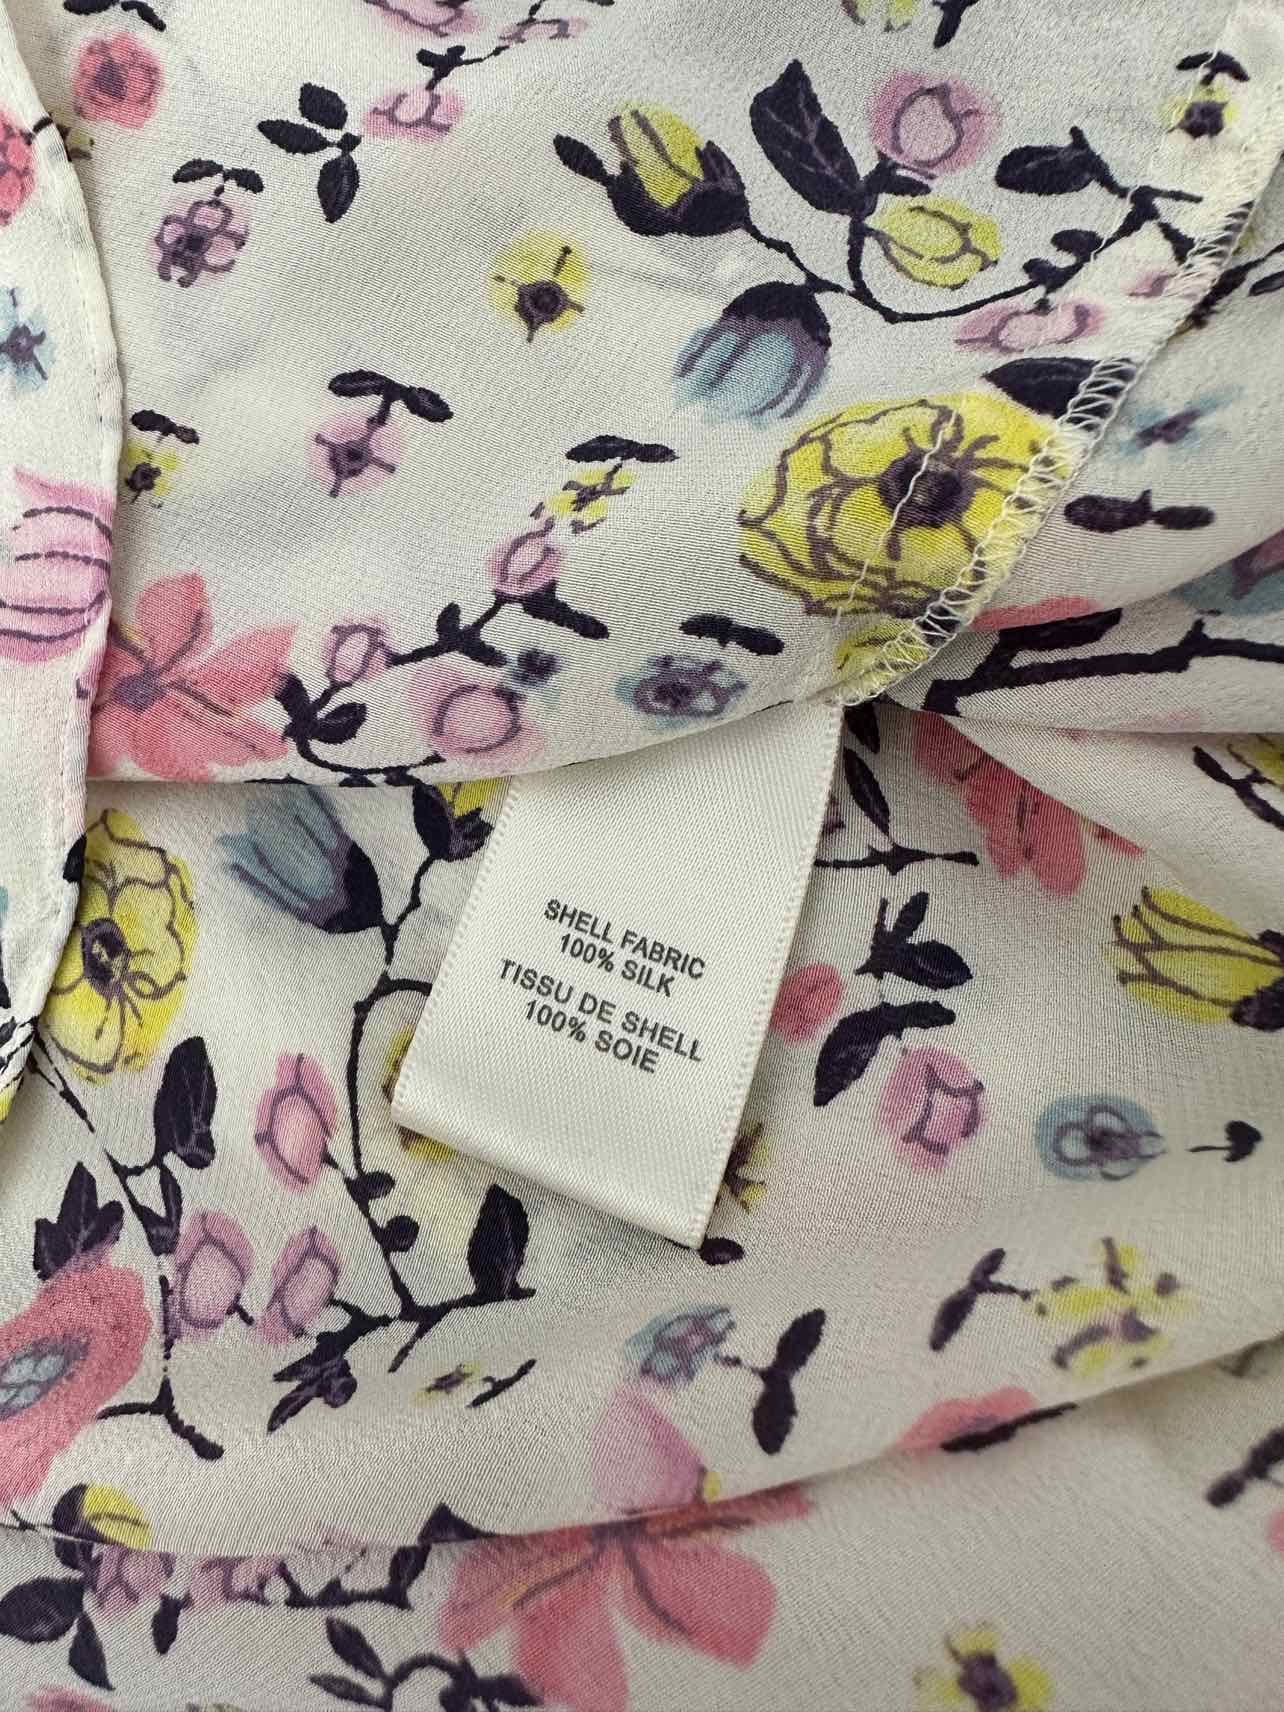 SHELL FABRIC
100% SILK
TISSU DE SHELL
100% SOIE